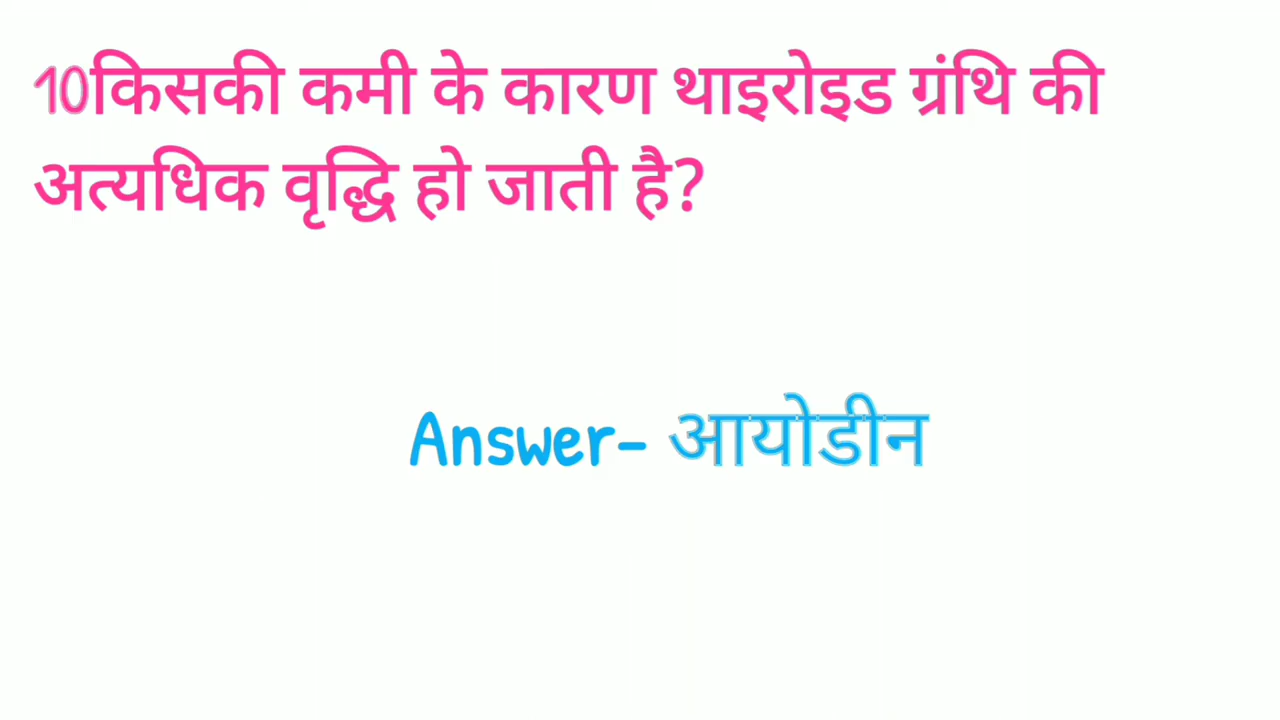 10किसकी कमी के कारण थाइरोइड ग्रंथि की
अत्यधिक वृद्धि हो जाती है?
Answer- आयोडीन